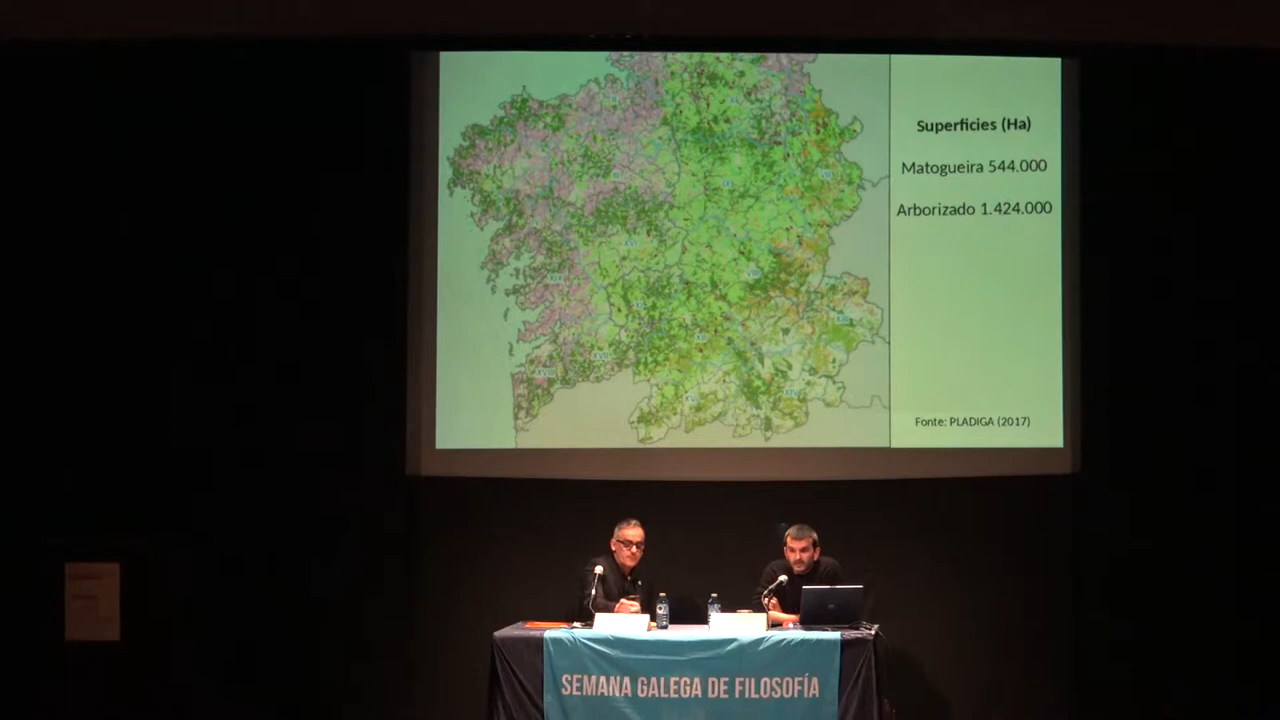 Superficies (Ha)
Matogueira 544.000
Arborizado 1.424.000
Fonte: PLADIGA (2017)
SEMANA GALEGA DE FILOSOFÍA